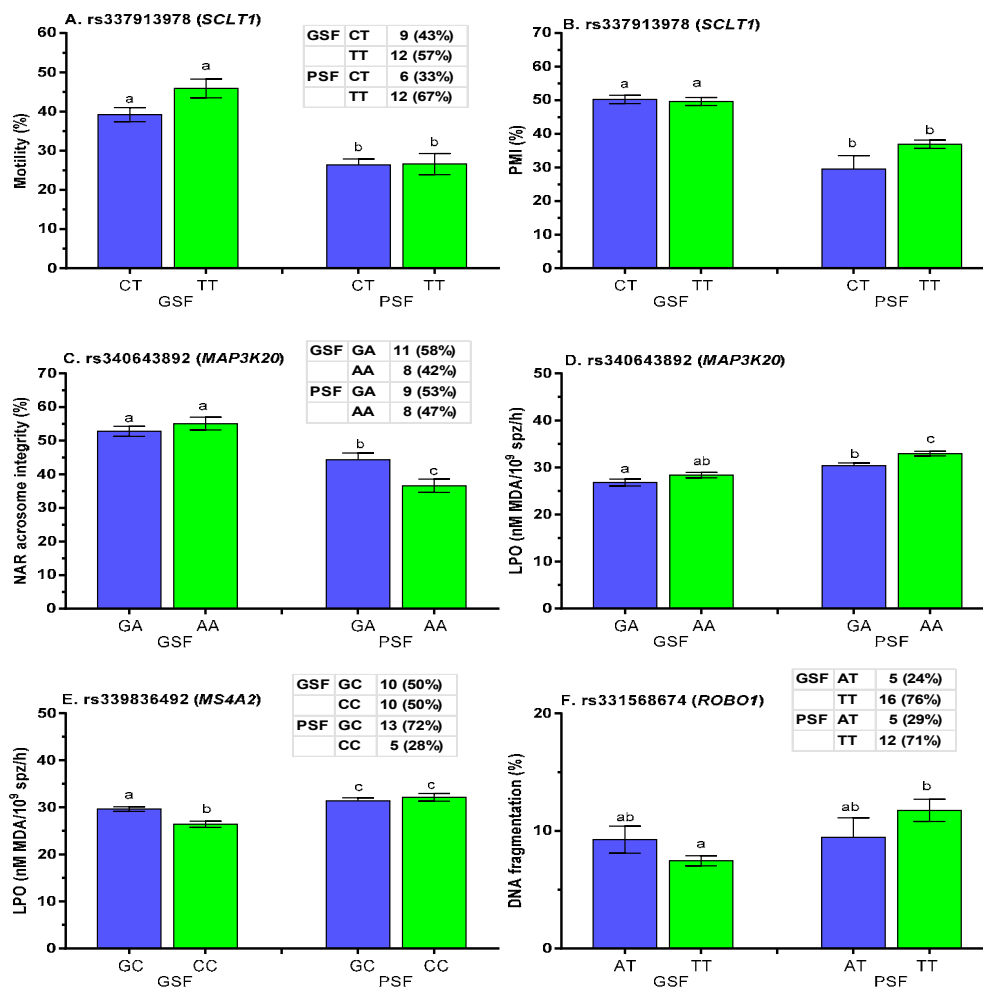 A. rs337913978 (SCLT1)
GSF CT 9 (43%)
TT 12 (57%)
PSF CT 6 (33%)
TT 12 (67%)
Motility (%)
60
50
40
30
20
10
0
a
a
b
b
CT TT CT TT
GSF PSF
B. rs337913978 (SCLT1)
PMI (%)
70
60
50
40
30
20
10
0
a
a
b
b
CT TT CT TT
GSF PSF
C. rs340643892 (MAP3K20)
GSF GA 11 (58%)
AA 8 (42%)
PSF GA 9 (53%)
AA 8 (47%)
NAR acrosome integrity (%)
70
60
50
40
30
20
10
0
a
a
b
c
GA AA GA AA
GSF PSF
D. rs340643892 (MAP3K20)
LPO (nM MDA/10⁹ spz/h)
50
40
30
20
10
0
a
ab
b
c
GA AA GA AA
GSF PSF
E. rs339836492 (MS4A2)
GSF GC 10 (50%)
CC 10 (50%)
PSF GC 13 (72%)
CC 5 (28%)
LPO (nM MDA/10⁹ spz/h)
50
40
30
20
10
0
a
b
c
c
GC CC GC CC
GSF PSF
F. rs331568674 (ROBO1)
GSF AT 5 (24%)
TT 16 (76%)
PSF AT 5 (29%)
TT 12 (71%)
DNA fragmentation (%)
20
10
0
ab
a
ab
b
AT TT AT TT
GSF PSF